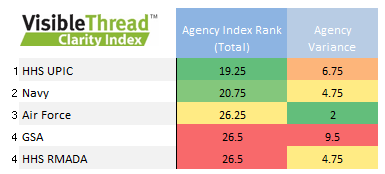 VisibleThread™
Clarity Index
Agency Index Rank (Total)
Agency Variance
1 HHS UPIC 19.25 6.75
2 Navy 20.75 4.75
3 Air Force 26.25 2
4 GSA 26.5 9.5
4 HHS RMADA 26.5 4.75